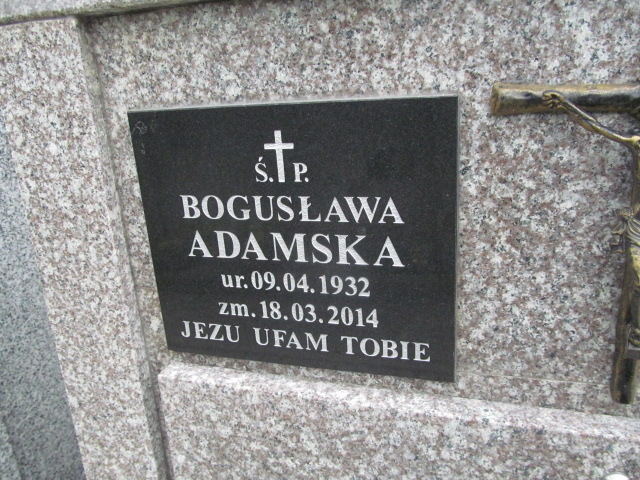 Ś. P.
BOGUSŁAWA
ADAMSKA
ur. 09.04.1932
zm. 18.03.2014
JEZU UFAM TOBIE